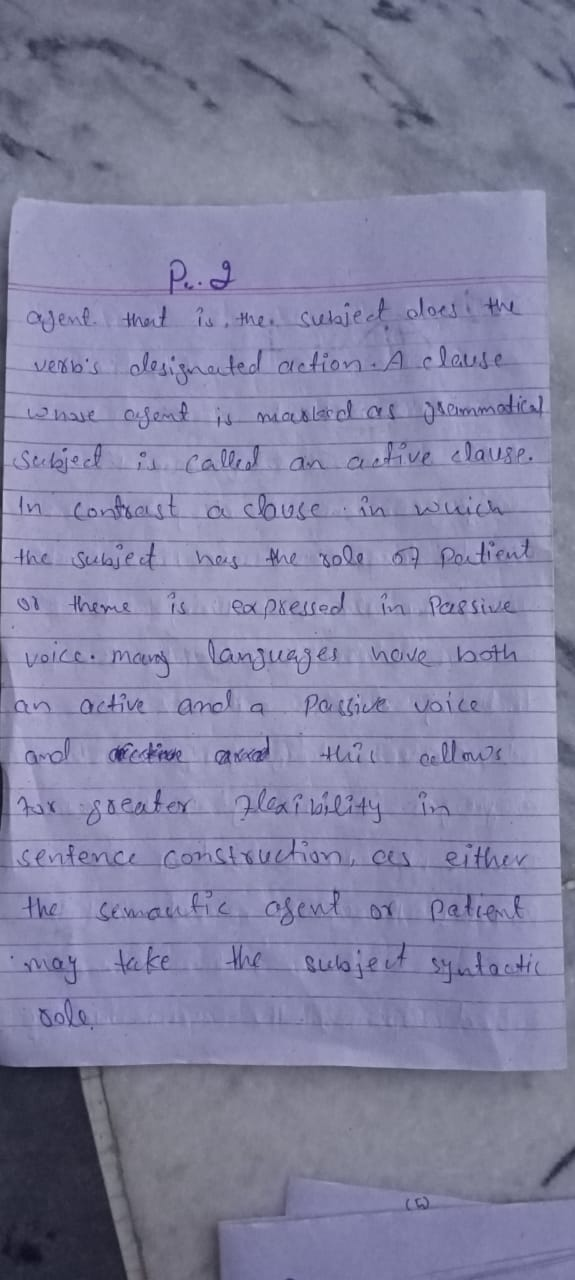 P.. 2
agent. that is, the. subject does. the
verb's designated action. A clause
whose agent is marked as grammatical
subject is called an active clause.
In contrast a clause in which
the subject has the role of patient
or theme is expressed in Passive
voice. many languages have both
an active and a Passive voice
and this allows
for greater flexibility in
sentence construction, as either
the semantic agent or patient
may take the subject syntactic
role.
(5)